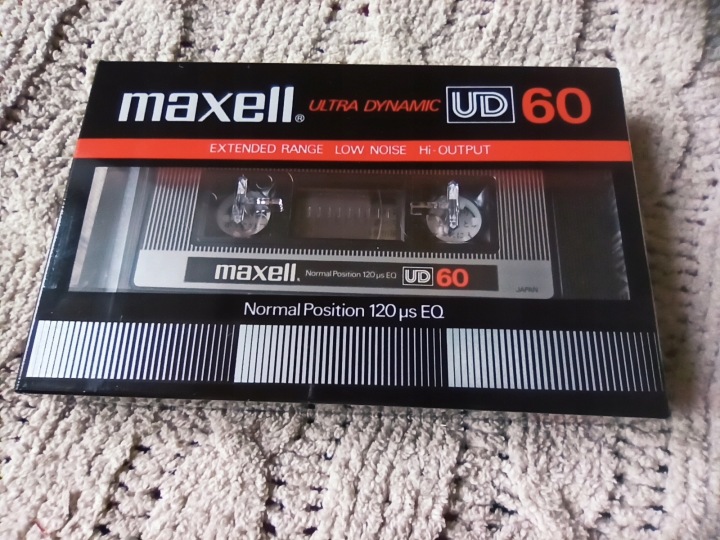 maxell® ULTRA DYNAMIC UD 60
EXTENDED RANGE LOW NOISE Hi-OUTPUT
maxell. Normal Position 120 µs EQ UD 60
JAPAN
Normal Position 120 µs EQ